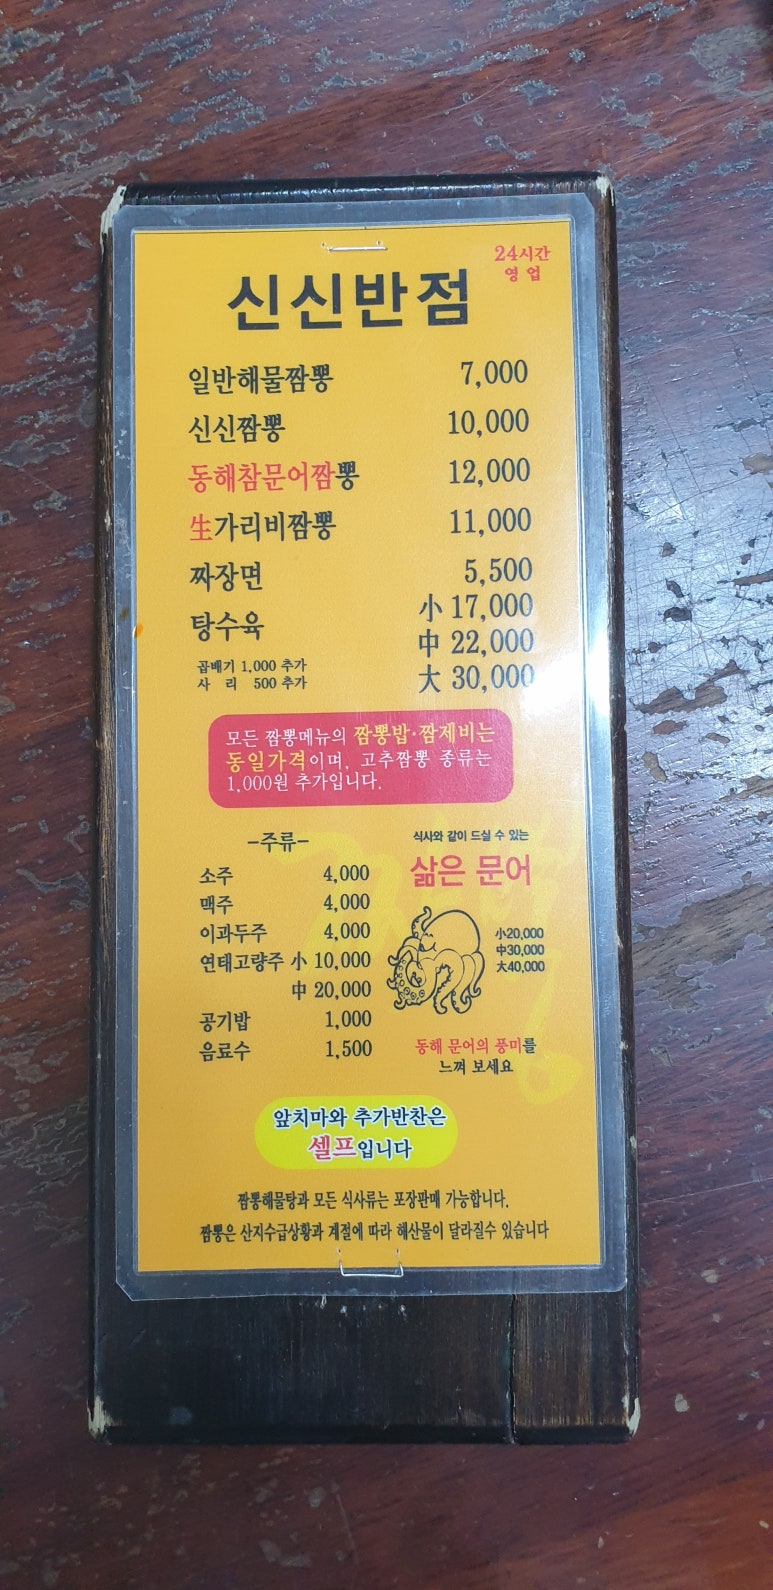 24시간
영업
신신반점
일반해물짬뽕 7,000
신신짬뽕 10,000
동해참문어짬뽕 12,000
生가리비짬뽕 11,000
짜장면 5,500
탕수육 小 17,000
中 22,000
大 30,000
곱배기 1,000 추가
사 리 500 추가
모든 짬뽕메뉴의 짬뽕밥·짬제비는
동일가격이며, 고추짬뽕 종류는
1,000원 추가입니다.
-주류-
소주 4,000
맥주 4,000
이과두주 4,000
연태고량주 小 10,000
中 20,000
공기밥 1,000
음료수 1,500
식사와 같이 드실 수 있는
삶은 문어
小20,000
中30,000
大40,000
동해 문어의 풍미를
느껴 보세요
앞치마와 추가반찬은
셀프입니다
짬뽕해물탕과 모든 식사류는 포장판매 가능합니다.
짬뽕은 산지수급상황과 계절에 따라 해산물이 달라질수 있습니다